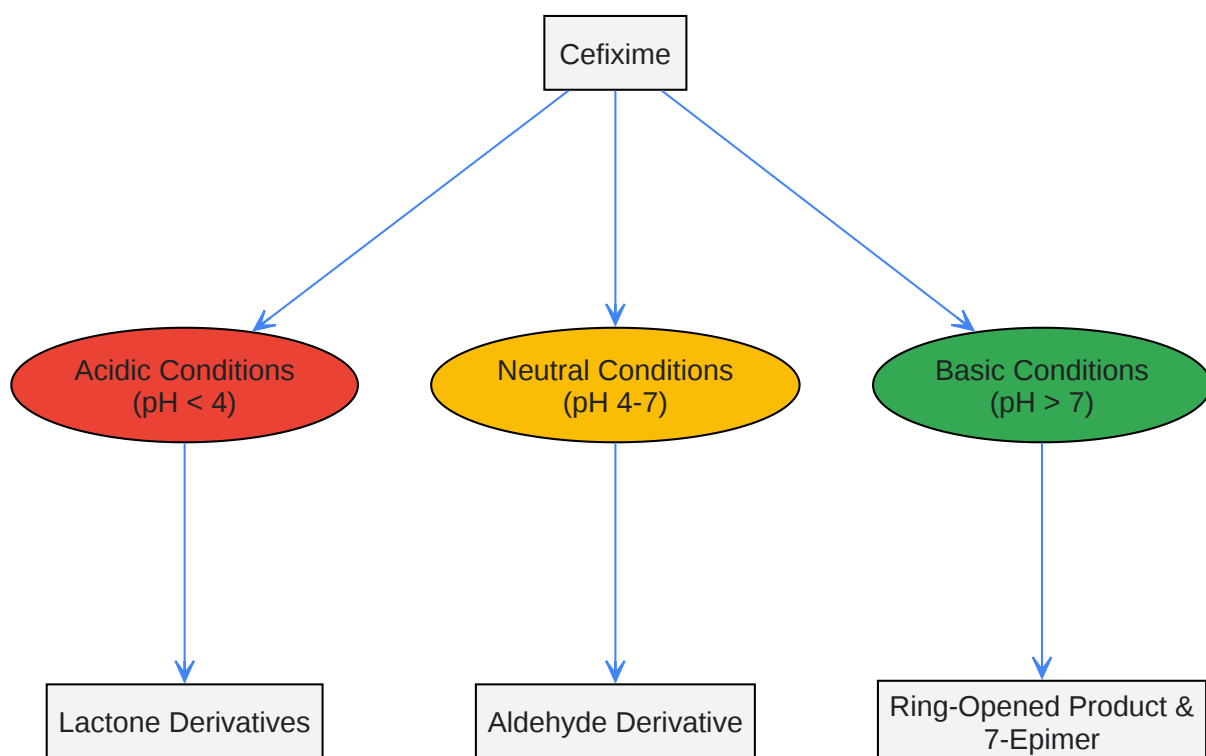 Cefixime
Acidic Conditions
(pH < 4)
Neutral Conditions
(pH 4-7)
Basic Conditions
(pH > 7)
Lactone Derivatives
Aldehyde Derivative
Ring-Opened Product &
7-Epimer